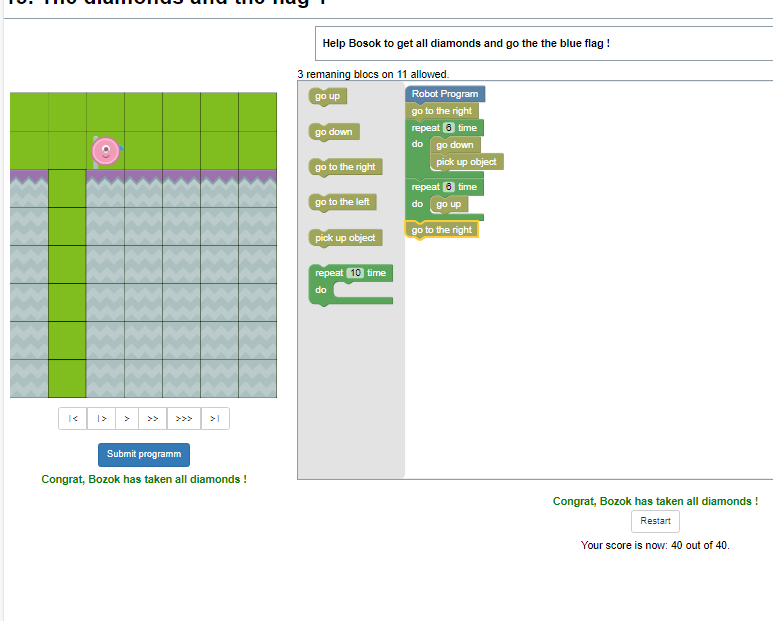 Help Bosok to get all diamonds and go the the blue flag !
3 remaning blocs on 11 allowed.
go up
go down
go to the right
go to the left
pick up object
repeat 10 time
do
Robot Program
go to the right
repeat 6 time
do go down
pick up object
repeat 6 time
do go up
go to the right
|< |> > >> >>> >|
Submit programm
Congrat, Bozok has taken all diamonds !
Congrat, Bozok has taken all diamonds !
Restart
Your score is now: 40 out of 40.